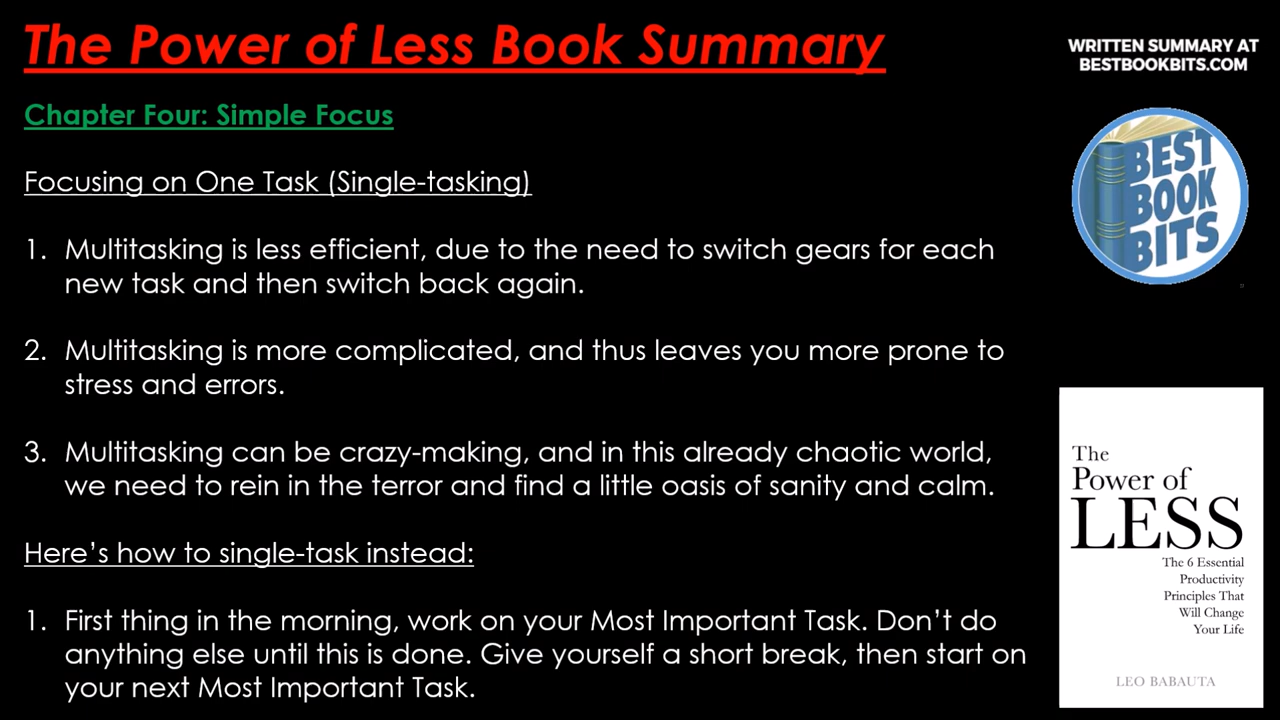 The Power of Less Book Summary
WRITTEN SUMMARY AT
BESTBOOKBITS.COM
Chapter Four: Simple Focus
BEST
BOOK
BITS
Focusing on One Task (Single-tasking)
1. Multitasking is less efficient, due to the need to switch gears for each
new task and then switch back again.
2. Multitasking is more complicated, and thus leaves you more prone to
stress and errors.
3. Multitasking can be crazy-making, and in this already chaotic world,
we need to rein in the terror and find a little oasis of sanity and calm.
Here’s how to single-task instead:
1. First thing in the morning, work on your Most Important Task. Don’t do
anything else until this is done. Give yourself a short break, then start on
your next Most Important Task.
The
Power of
LESS
The 6 Essential
Productivity
Principles That
Will Change
Your Life
LEO BABAUTA